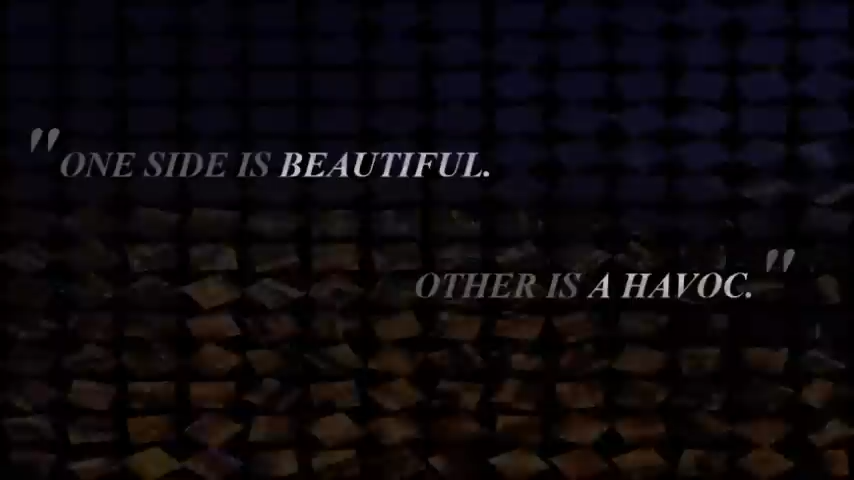 "ONE SIDE IS BEAUTIFUL.
OTHER IS A HAVOC."